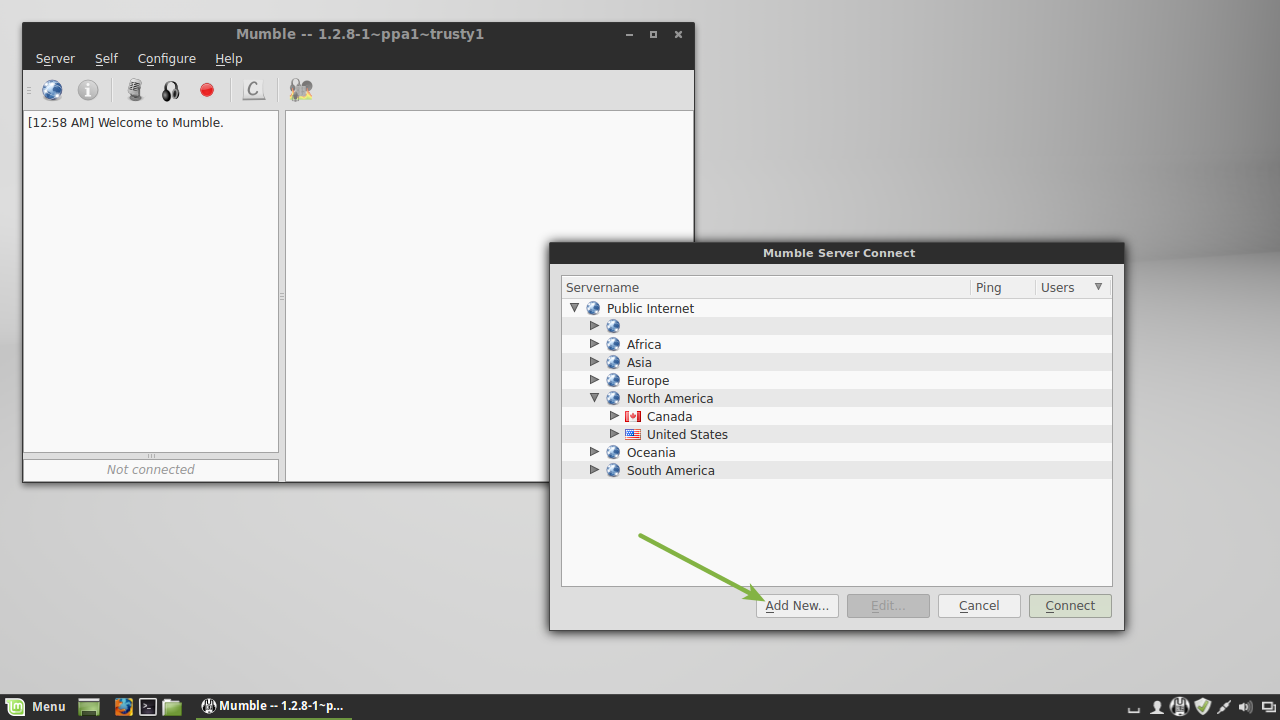 Mumble -- 1.2.8-1~ppa1~trusty1
Server Self Configure Help
C
[12:58 AM] Welcome to Mumble.
Not connected
Mumble Server Connect
Servername Ping Users
Public Internet
Africa
Asia
Europe
North America
Canada
United States
Oceania
South America
Add New... Edit... Cancel Connect
Menu Mumble -- 1.2.8-1~p...